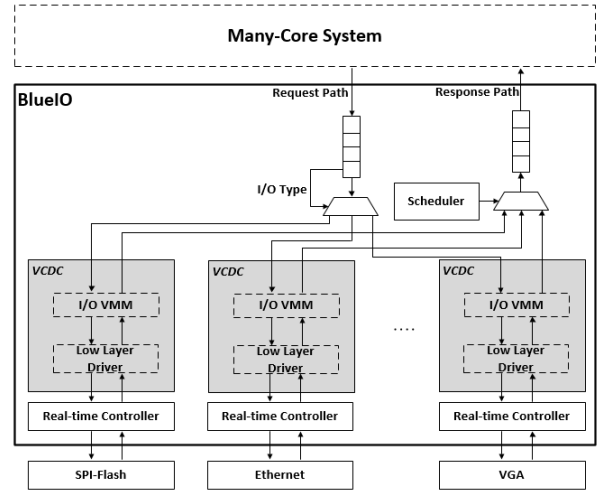 Many-Core System
Request Path
Response Path
BlueIO
I/O Type
Scheduler
VCDC
VCDC
VCDC
I/O VMM
I/O VMM
I/O VMM
....
Low Layer
Driver
Low Layer
Driver
Low Layer
Driver
Real-time Controller
Real-time Controller
Real-time Controller
SPI-Flash
Ethernet
VGA